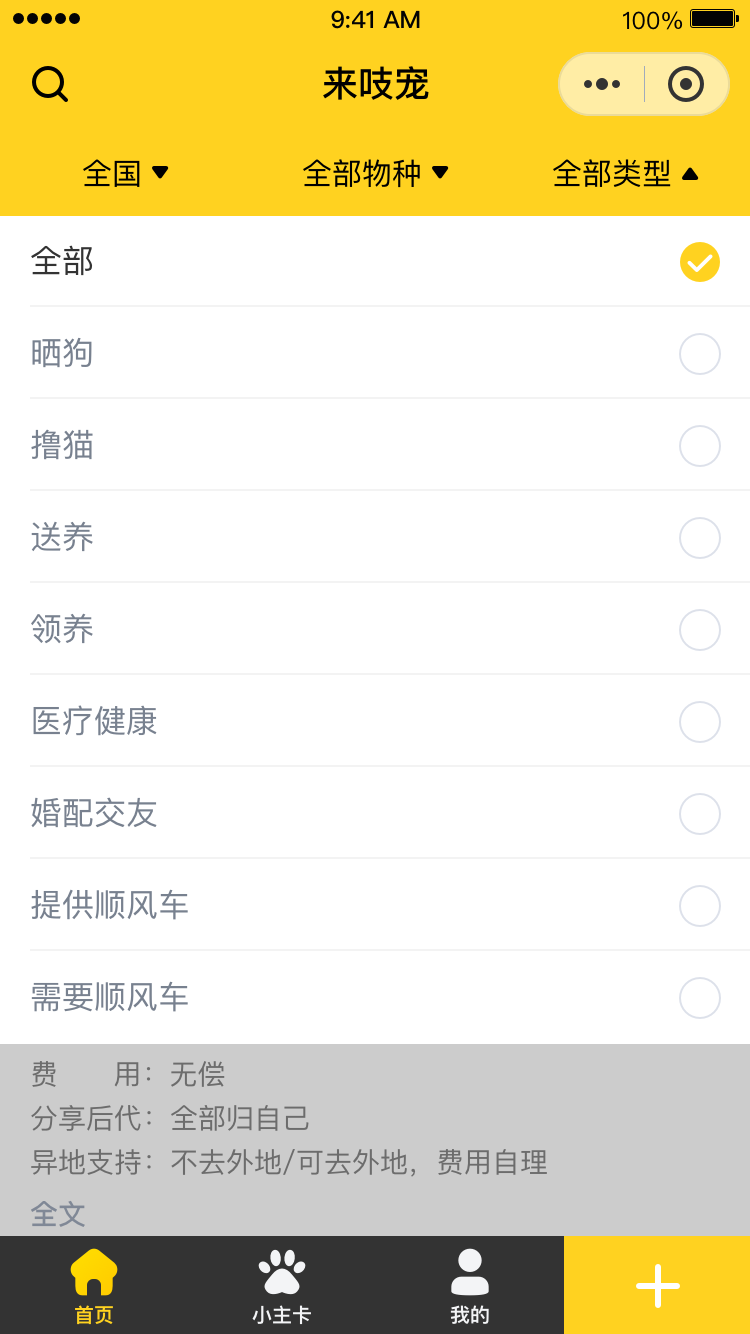 9:41 AM 100%
来吱宠
全国 全部物种 全部类型
全部
晒狗
撸猫
送养
领养
医疗健康
婚配交友
提供顺风车
需要顺风车
费　　用：无偿
分享后代：全部归自己
异地支持：不去外地/可去外地，费用自理
全文
首页 小主卡 我的